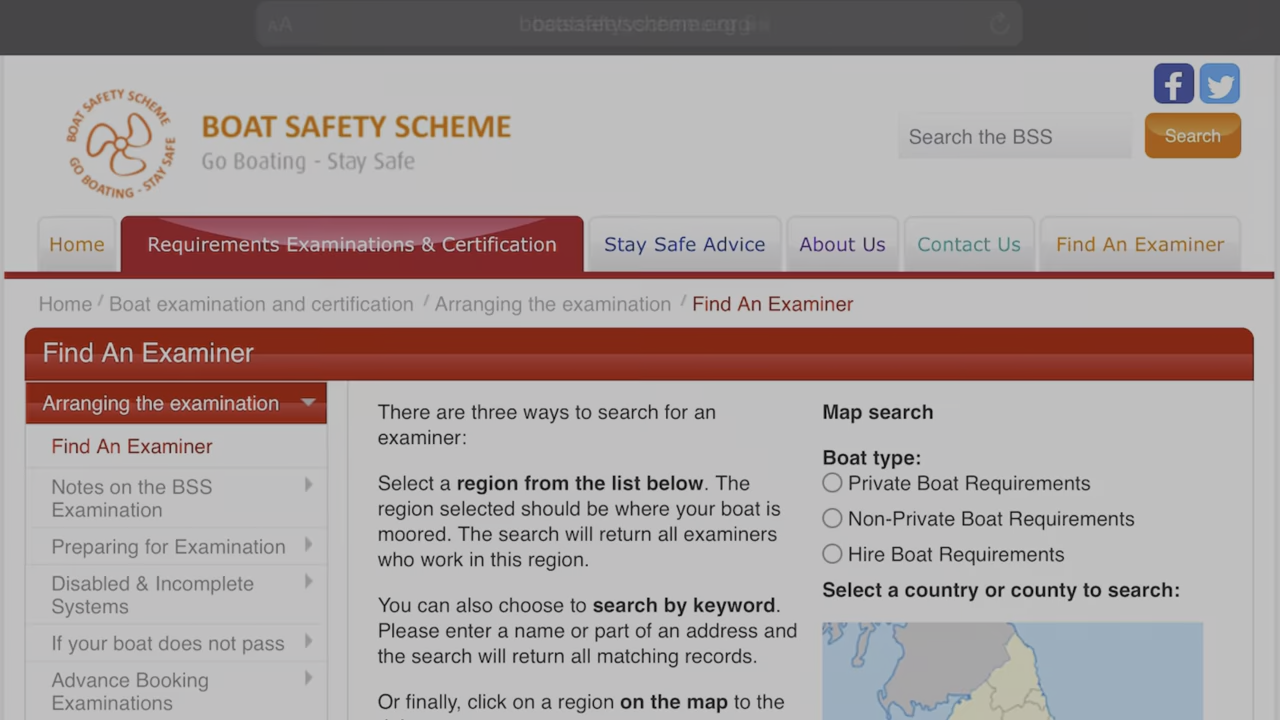 AA
BOAT SAFETY SCHEME
GO BOATING - STAY SAFE
BOAT SAFETY SCHEME
Go Boating - Stay Safe
Search the BSS
Search
Home
Requirements Examinations & Certification
Stay Safe Advice
About Us
Contact Us
Find An Examiner
Home / Boat examination and certification / Arranging the examination / Find An Examiner
Find An Examiner
Arranging the examination
Find An Examiner
Notes on the BSS
Examination
Preparing for Examination
Disabled & Incomplete
Systems
If your boat does not pass
Advance Booking
Examinations
There are three ways to search for an
examiner:
Select a region from the list below. The
region selected should be where your boat is
moored. The search will return all examiners
who work in this region.
You can also choose to search by keyword.
Please enter a name or part of an address and
the search will return all matching records.
Or finally, click on a region on the map to the
Map search
Boat type:
Private Boat Requirements
Non-Private Boat Requirements
Hire Boat Requirements
Select a country or county to search: